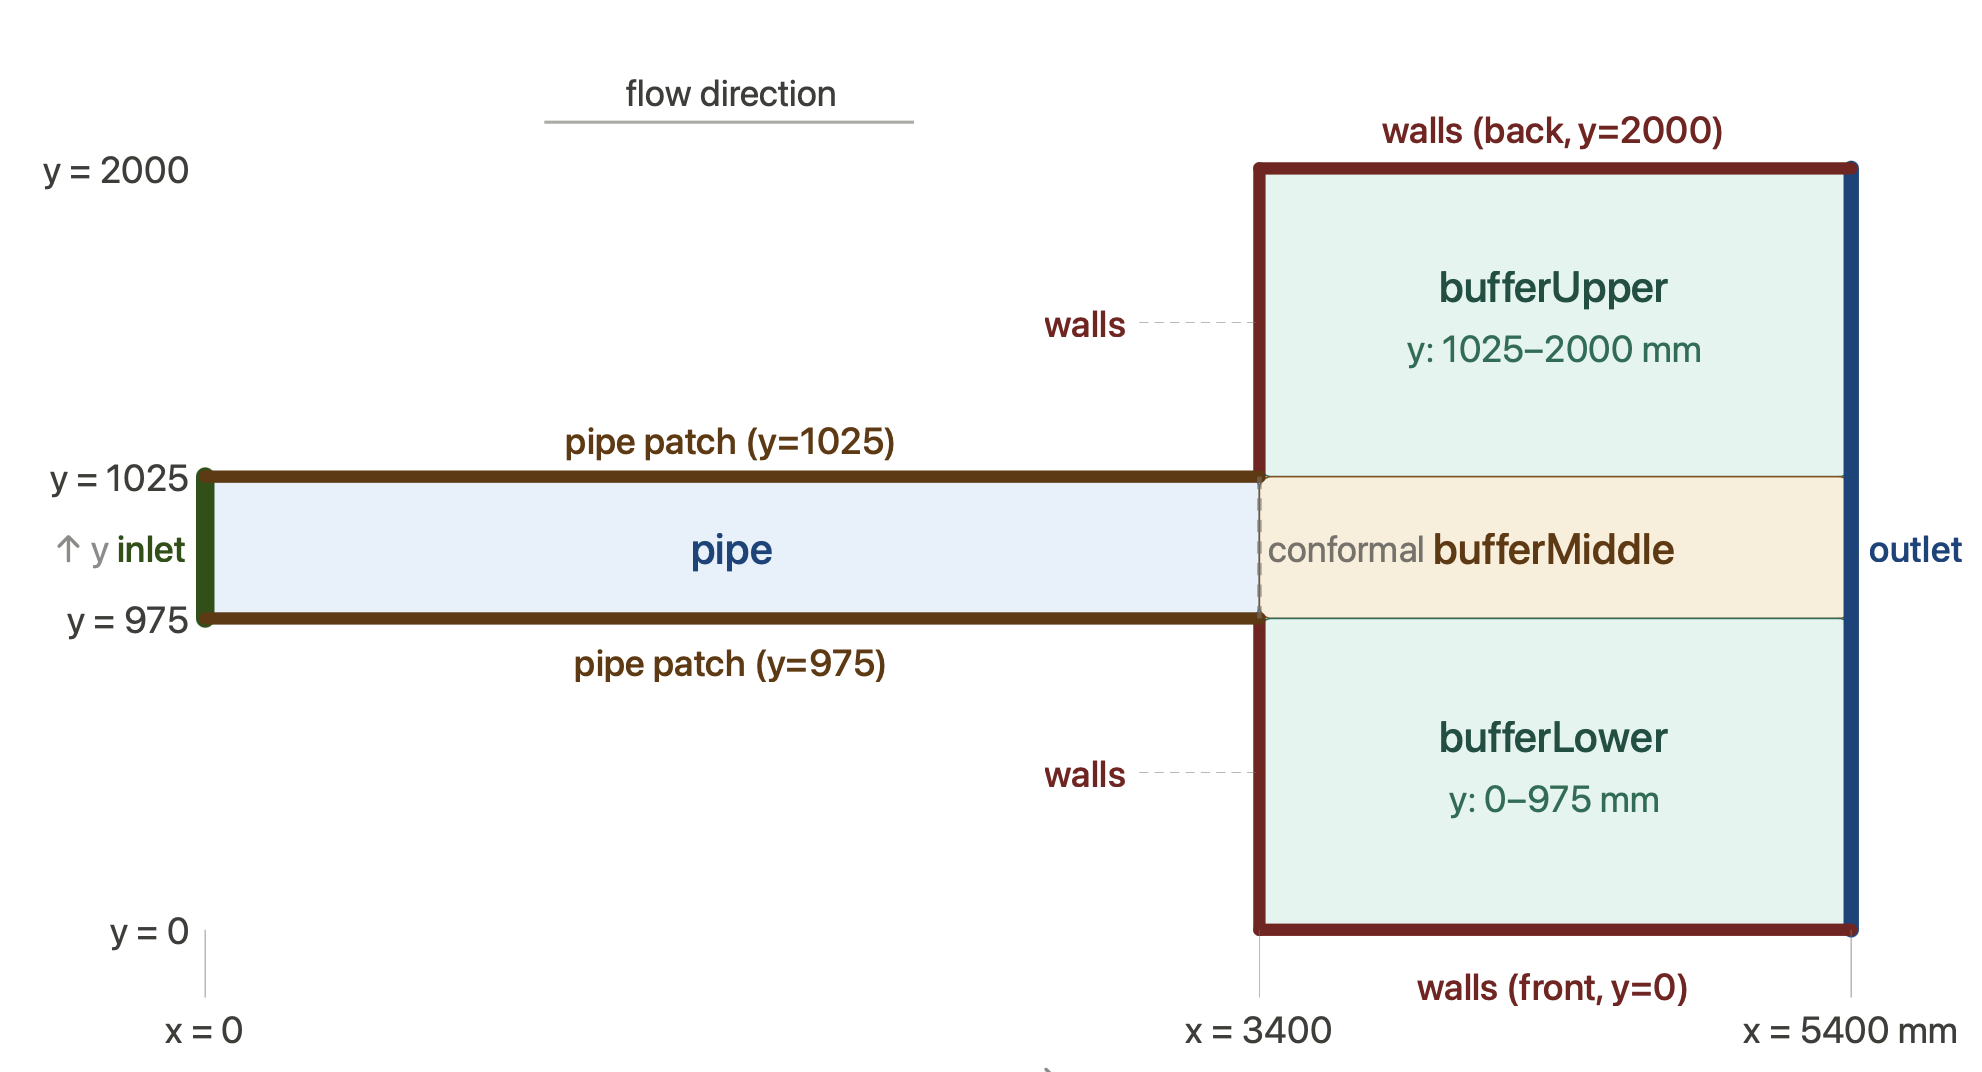 flow direction
walls (back, y=2000)
y = 2000
bufferUpper
walls
y: 1025–2000 mm
pipe patch (y=1025)
y = 1025
↑ y inlet
pipe
conformal bufferMiddle
outlet
y = 975
pipe patch (y=975)
bufferLower
walls
y: 0–975 mm
y = 0
walls (front, y=0)
x = 0
x = 3400
x = 5400 mm